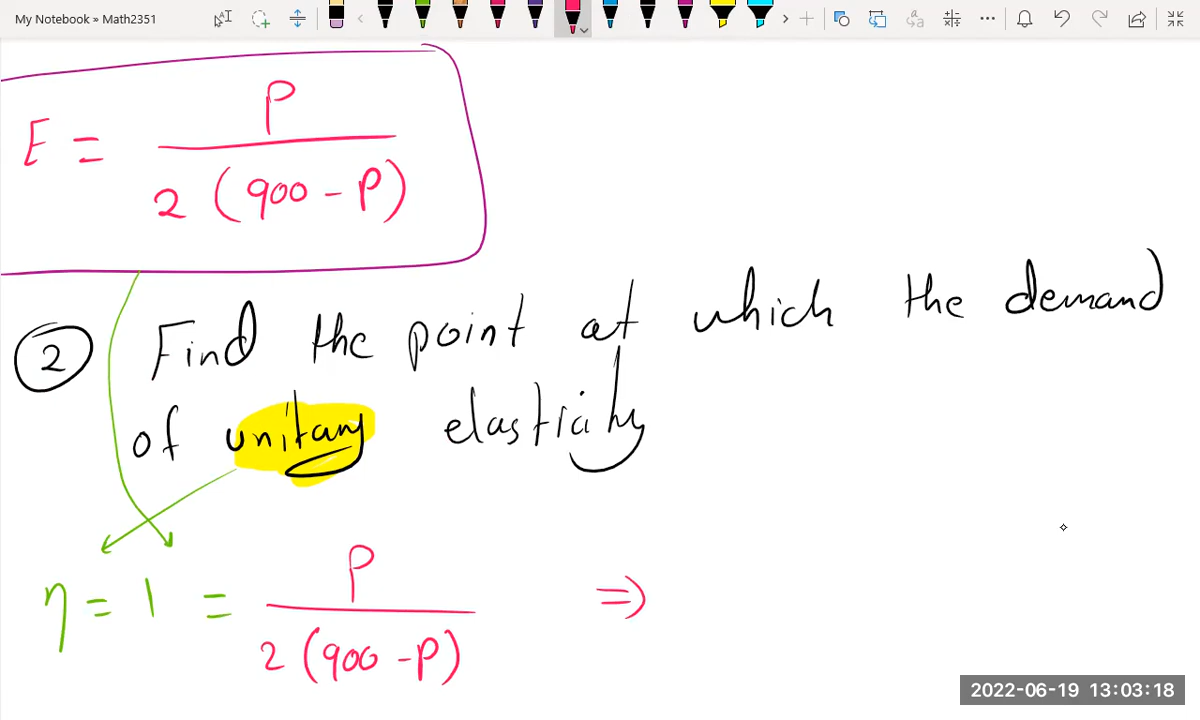 My Notebook » Math2351
E = P / 2 (900 - P)
② Find the point at which the demand
of unitary elasticity
η = 1 = P / 2 (900 - P) ⇒
2022-06-19 13:03:18